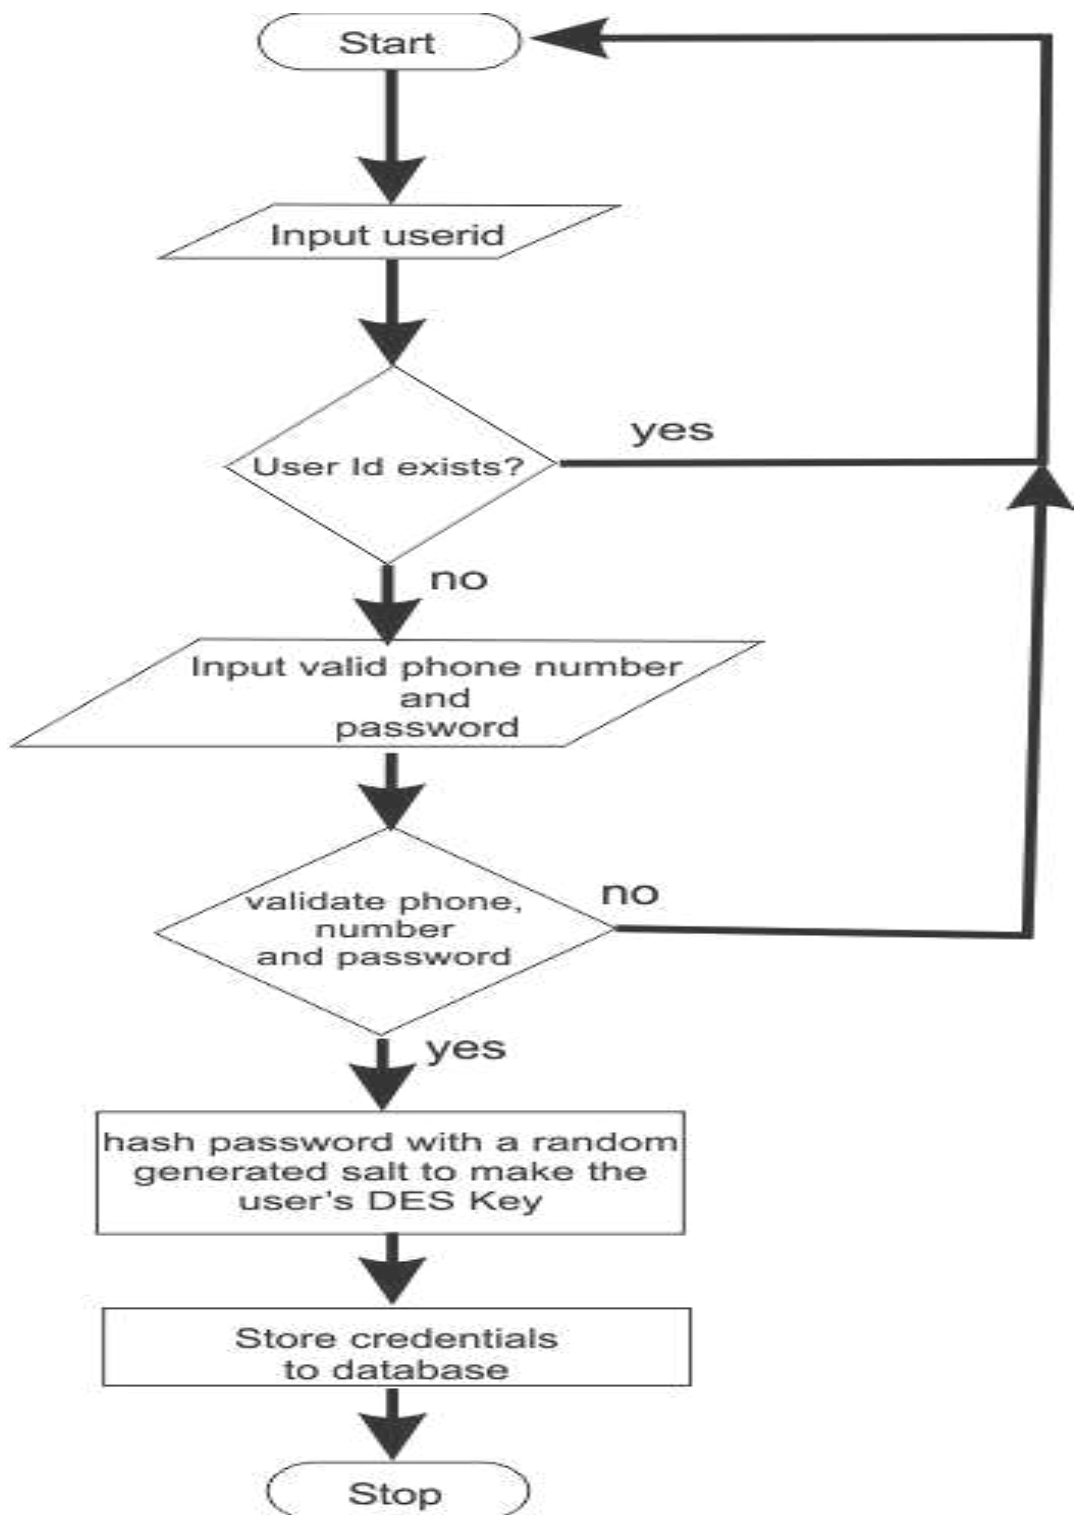 Start
Input userid
User Id exists?
yes
no
Input valid phone number
and
password
validate phone,
number
and password
no
yes
hash password with a random
generated salt to make the
user's DES Key
Store credentials
to database
Stop